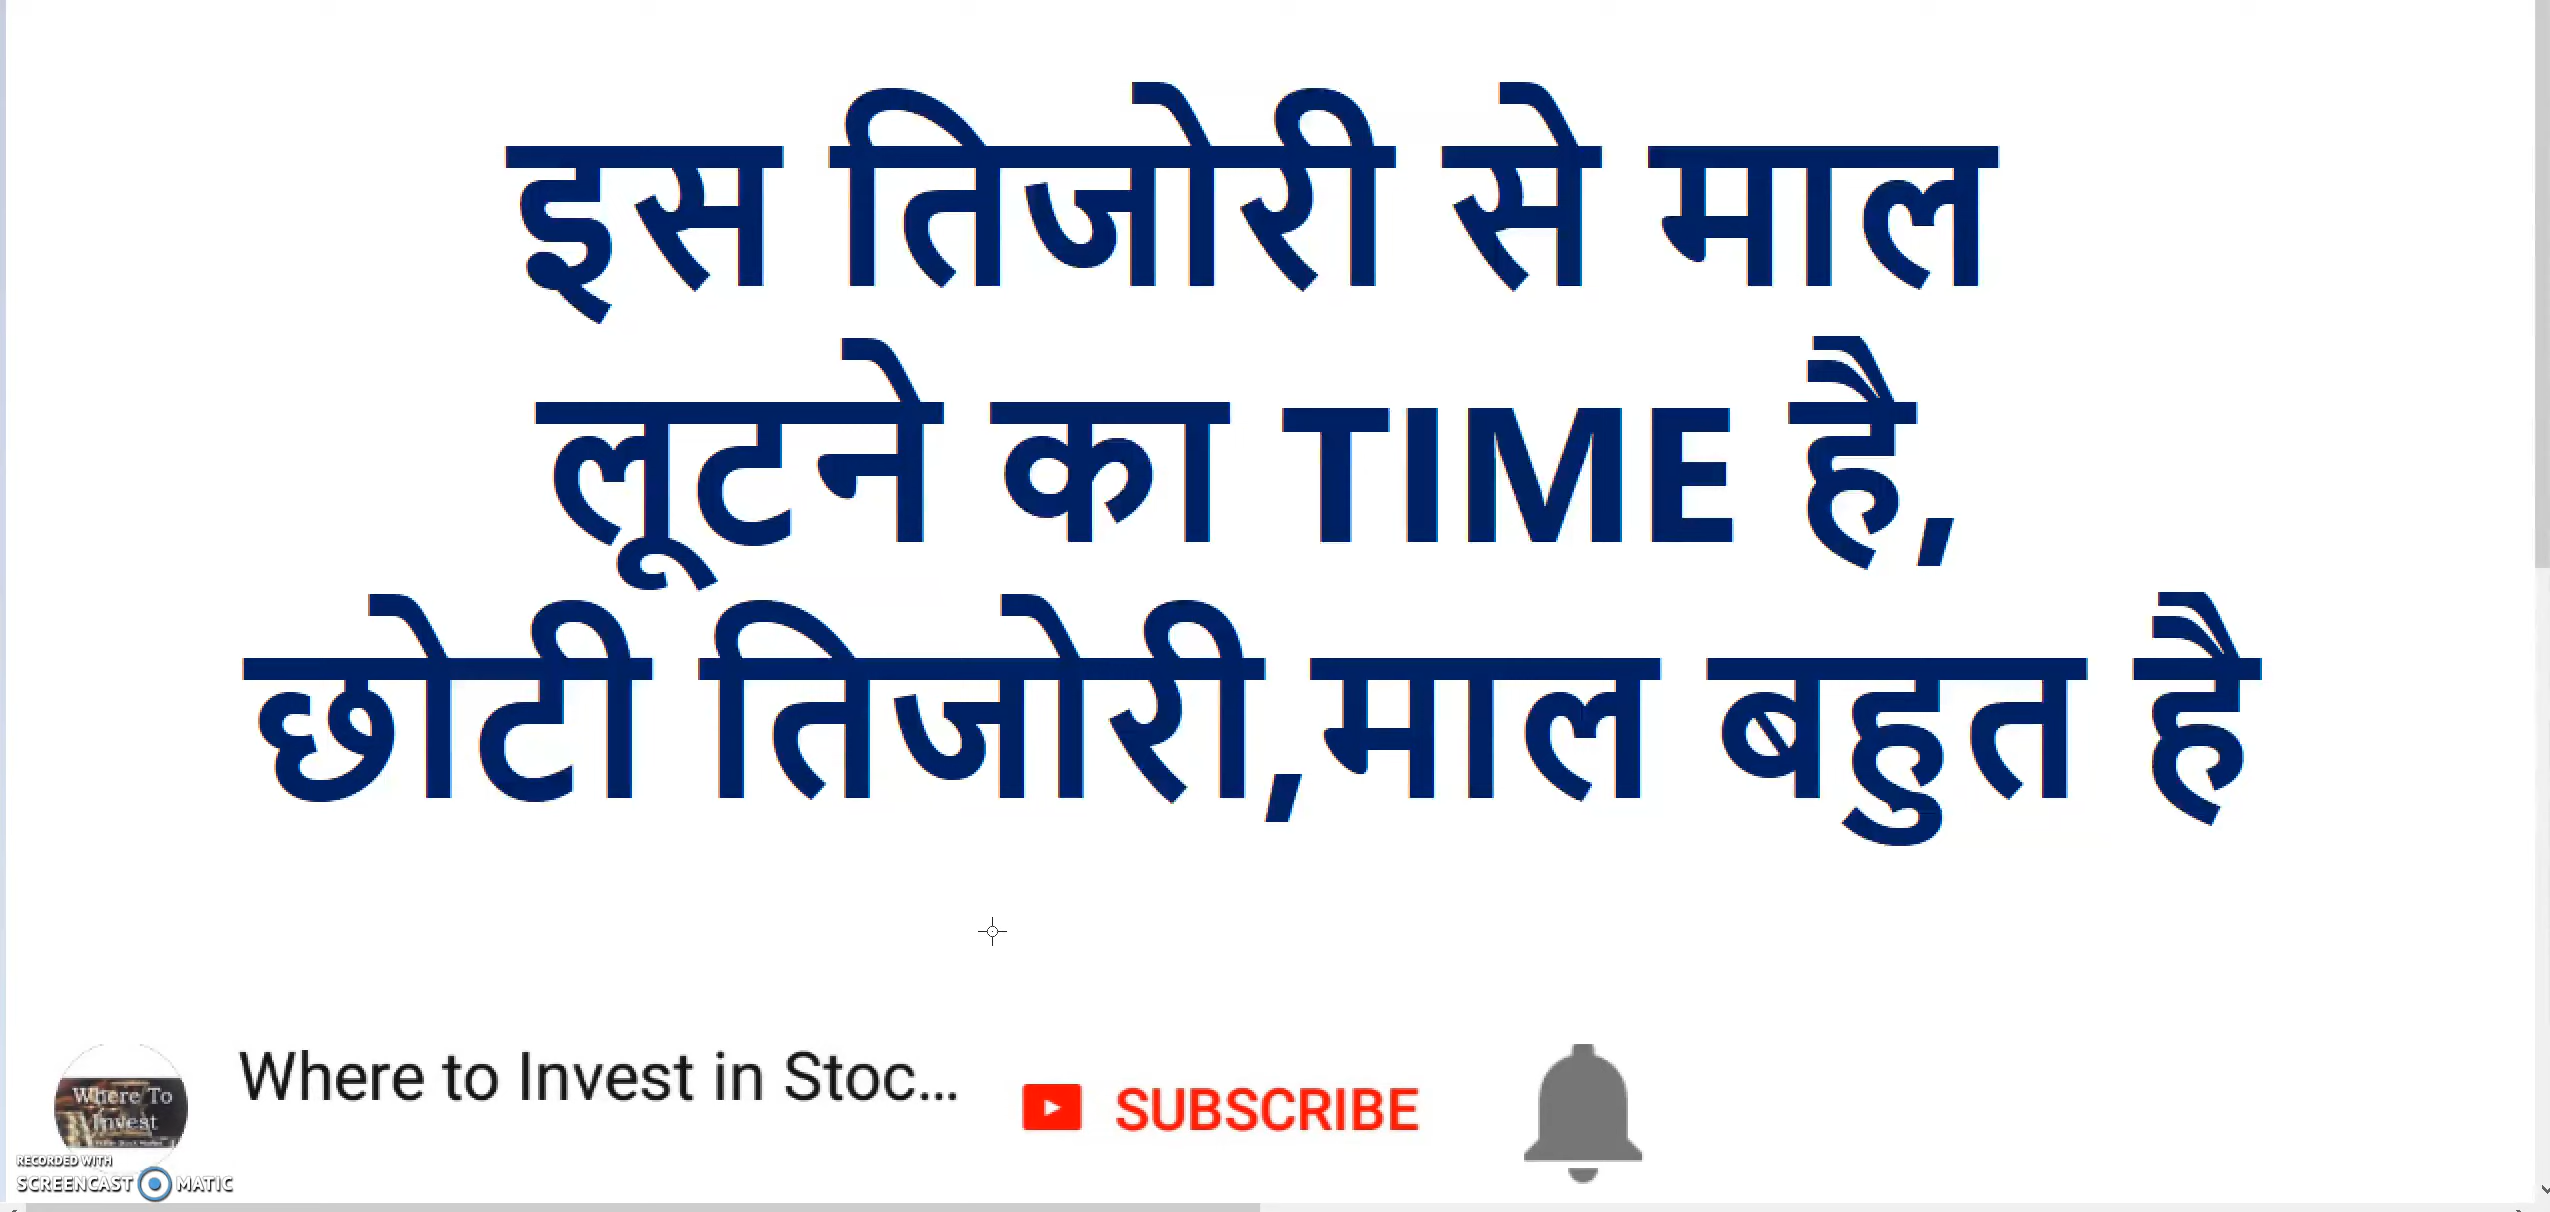 इस तिजोरी से माल
लूटने का TIME है,
छोटी तिजोरी,माल बहुत है
Where to Invest in Stoc...
SUBSCRIBE
Where To
Invest
RECORDED WITH
SCREENCAST MATIC